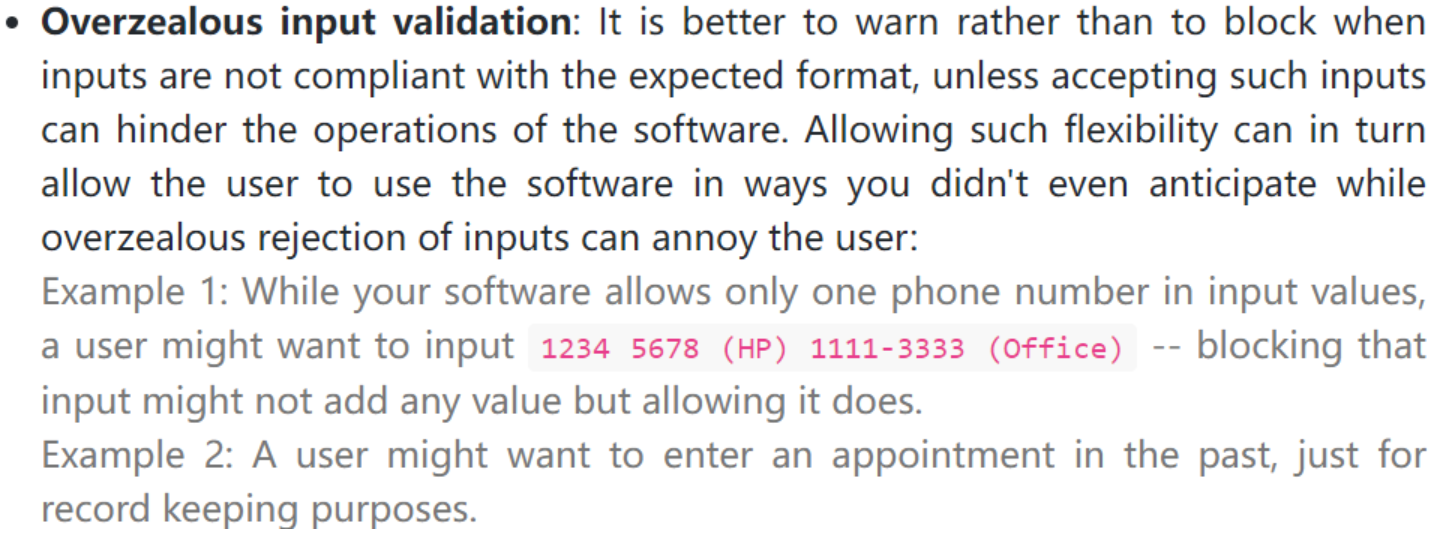 • Overzealous input validation: It is better to warn rather than to block when
inputs are not compliant with the expected format, unless accepting such inputs
can hinder the operations of the software. Allowing such flexibility can in turn
allow the user to use the software in ways you didn't even anticipate while
overzealous rejection of inputs can annoy the user:
Example 1: While your software allows only one phone number in input values,
a user might want to input 1234 5678 (HP) 1111-3333 (Office) -- blocking that
input might not add any value but allowing it does.
Example 2: A user might want to enter an appointment in the past, just for
record keeping purposes.